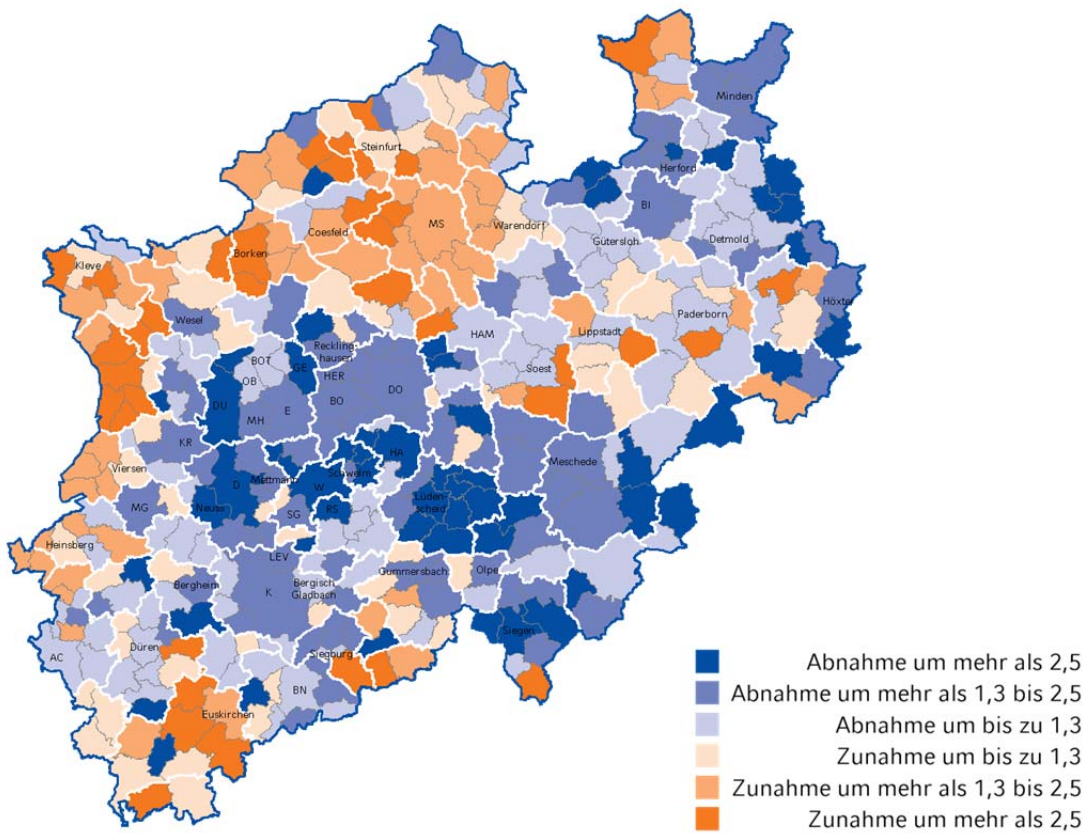 Minden
Steinfurt
Herford
BI
Coesfeld
MS
Warendorf
Gütersloh
Detmold
Borken
Kleve
Höxter
Paderborn
Wesel
Lippstadt
HAM
Reckling-
hausen
Soest
BOT
GE
OB
HER
DO
DU
BO
E
MH
KR
HA
Meschede
Viersen
Schwelm
Mettmann
D
W
Lüden-
scheid
MG
Neuss
SG
RS
Heinsberg
LEV
Gummersbach
Olpe
Bergheim
Bergisch
Gladbach
K
Siegen
Düren
Siegburg
AC
BN
Euskirchen
Abnahme um mehr als 2,5
Abnahme um mehr als 1,3 bis 2,5
Abnahme um bis zu 1,3
Zunahme um bis zu 1,3
Zunahme um mehr als 1,3 bis 2,5
Zunahme um mehr als 2,5